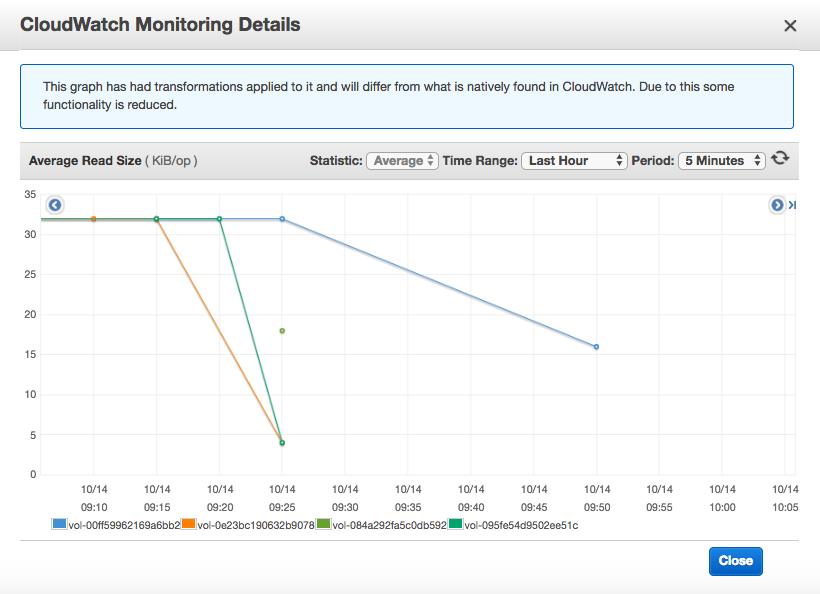 CloudWatch Monitoring Details
This graph has had transformations applied to it and will differ from what is natively found in CloudWatch. Due to this some
functionality is reduced.
Average Read Size ( KiB/op ) Statistic: Average Time Range: Last Hour Period: 5 Minutes
35
30
25
20
15
10
5
0
10/14 10/14 10/14 10/14 10/14 10/14 10/14 10/14 10/14 10/14 10/14 10/14
09:10 09:15 09:20 09:25 09:30 09:35 09:40 09:45 09:50 09:55 10:00 10:05
vol-00ff59962169a6bb2 vol-0e23bc190632b9078 vol-084a292fa5c0db592 vol-095fe54d9502ee51c
Close